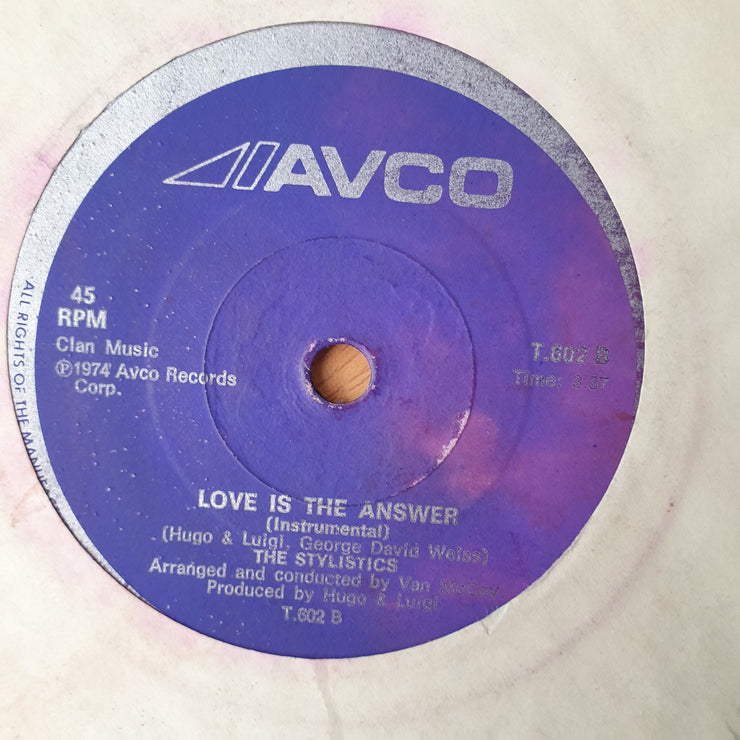 AVCO
45
RPM
Clan Music
Ⓟ1974 Avco Records
Corp.
T.602 B
Time: 3.37
ALL RIGHTS OF THE
LOVE IS THE ANSWER
(Instrumental)
(Hugo & Luigi, George David Weiss)
THE STYLISTICS
Arranged and conducted by Van McCoy
Produced by Hugo & Luigi
T.602 B